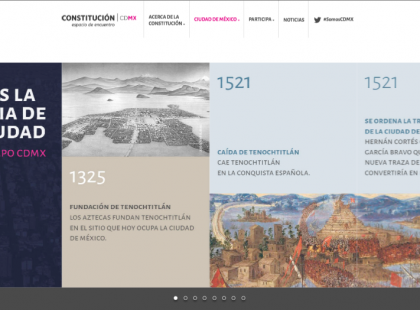 CONSTITUCIÓN | CDMX
espacio de encuentro
ACERCA DE LA
CONSTITUCIÓN
CIUDAD DE MÉXICO
PARTICIPA
NOTICIAS
#SomosCDMX
S LA
IA DE
UDAD
PO CDMX
1325
FUNDACIÓN DE TENOCHTITLÁN
LOS AZTECAS FUNDAN TENOCHTITLÁN
EN EL SITIO QUE HOY OCUPA LA CIUDAD
DE MÉXICO.
1521
CAÍDA DE TENOCHTITLÁN
CAE TENOCHTITLÁN
EN LA CONQUISTA ESPAÑOLA.
1521
SE ORDENA LA TR
DE LA CIUDAD DE
HERNÁN CORTÉS
GARCÍA BRAVO QU
NUEVA TRAZA DE
CONVERTIRÍA EN